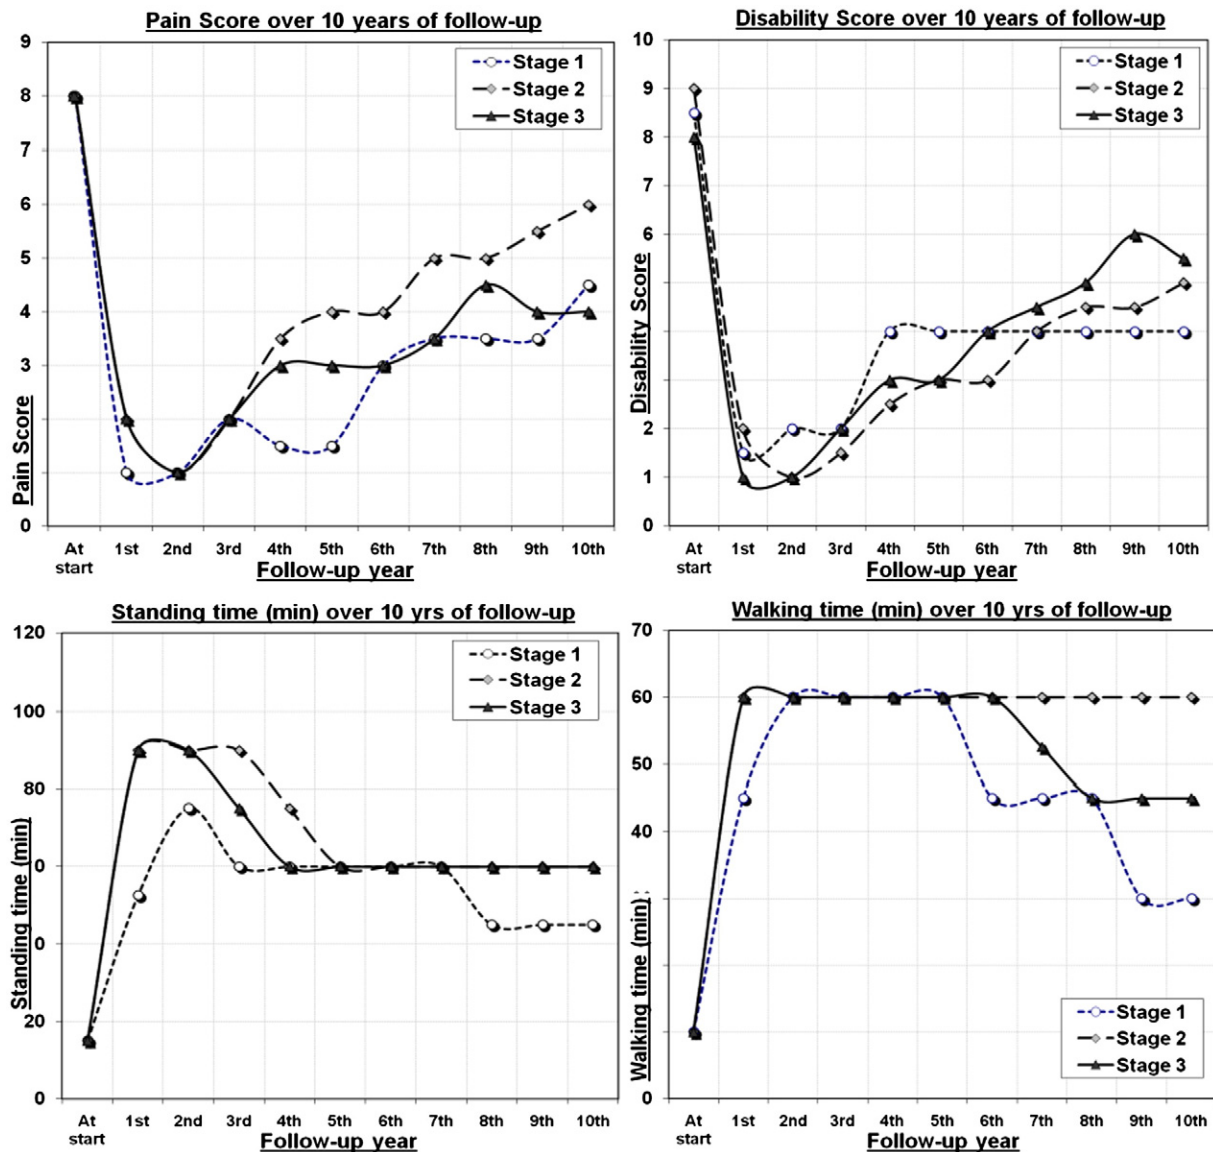 Pain Score over 10 years of follow-up
9
8
7
6
5
4
3
0
Pain Score
Stage 1
Stage 2
Stage 3
At start
1st
2nd
3rd
4th
5th
6th
7th
8th
9th
10th
Follow-up year
Disability Score over 10 years of follow-up
10
9
8
7
6
2
1
0
Disability Score
Stage 1
Stage 2
Stage 3
At start
1st
2nd
3rd
4th
5th
6th
7th
8th
9th
10th
Follow-up year
Standing time (min) over 10 yrs of follow-up
120
100
80
0
0
20
0
Standing time (min)
Stage 1
Stage 2
Stage 3
At start
1st
2nd
3rd
4th
5th
6th
7th
8th
9th
10th
Follow-up year
Walking time (min) over 10 yrs of follow-up
70
60
50
40
0
Walking time (min) :
Stage 1
Stage 2
Stage 3
At start
1st
2nd
3rd
4th
5th
6th
7th
8th
9th
10th
Follow-up year